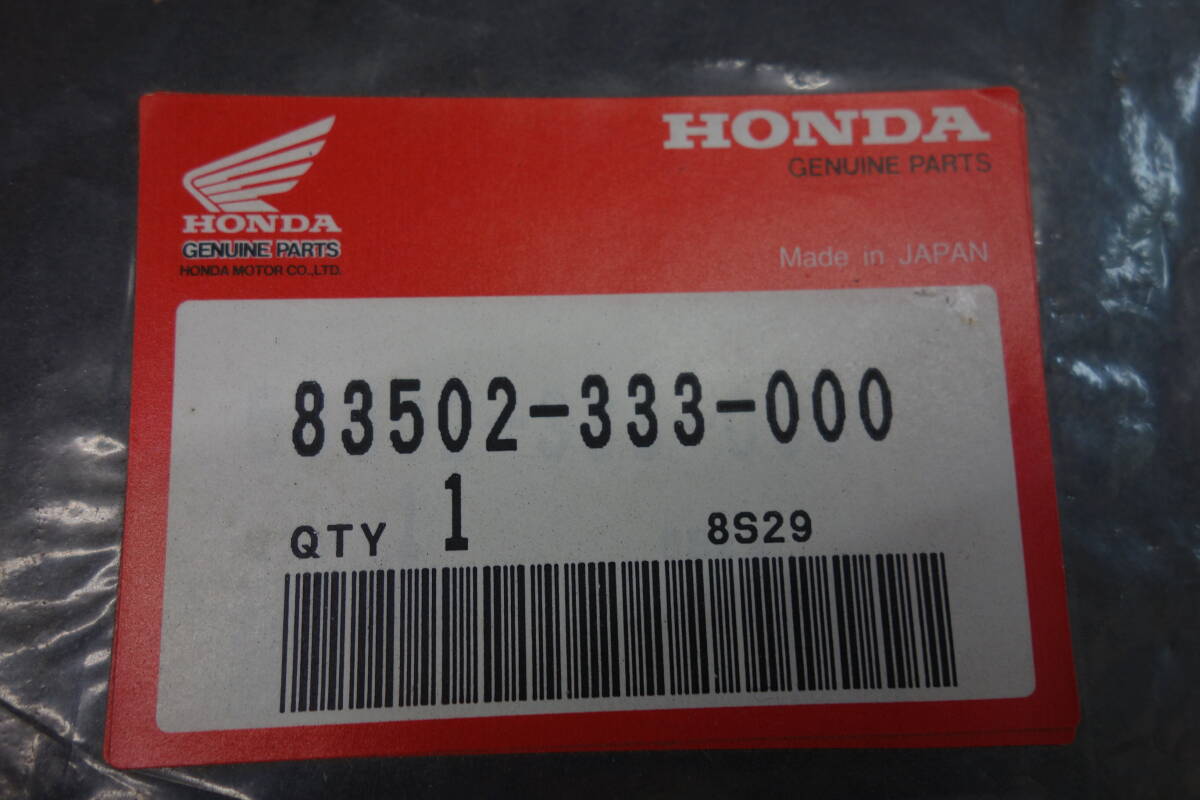 HONDA
GENUINE PARTS
HONDA MOTOR CO.,LTD.
HONDA
GENUINE PARTS
Made in JAPAN
83502-333-000
QTY 1 8S29